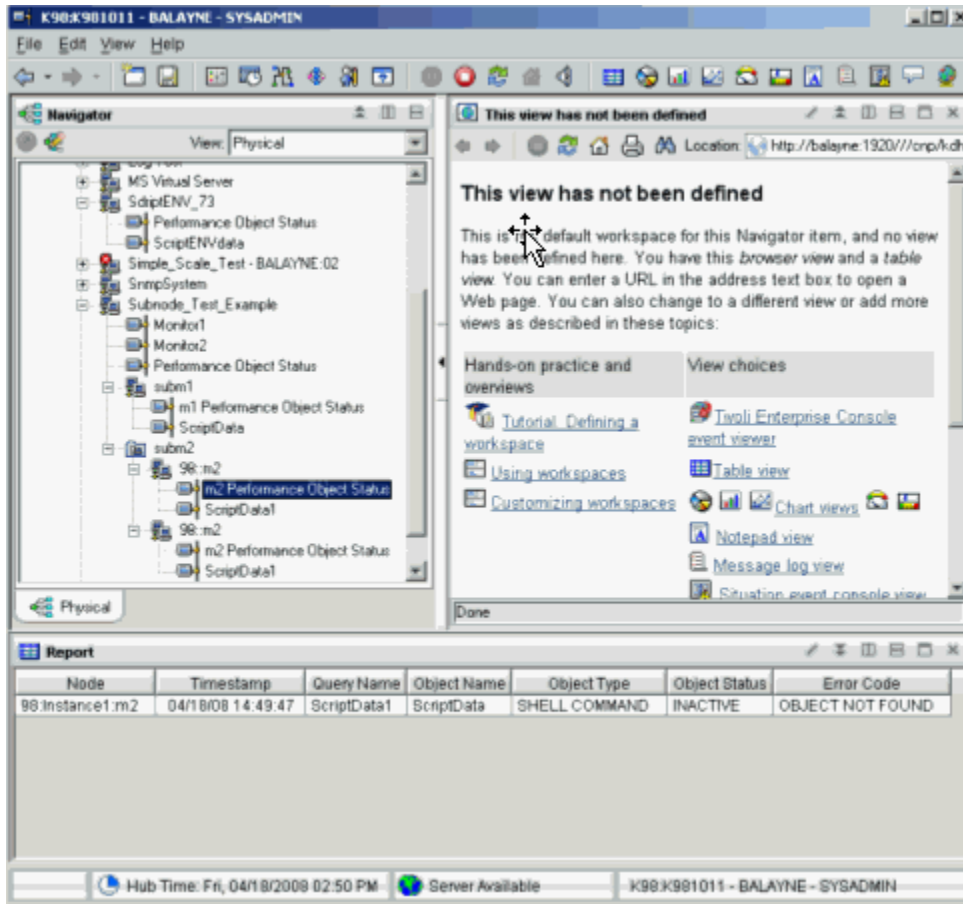 K98:K981011 - BALAYNE - SYSADMIN
File Edit View Help
Navigator
View: Physical
MS Virtual Server
ScriptENV_73
Performance Object Status
ScriptENVdata
Simple_Scale_Test - BALAYNE:02
SnmpSystem
Subnode_Test_Example
Monitor1
Monitor2
Performance Object Status
subm1
m1 Performance Object Status
ScriptData
subm2
98::m2
m2 Performance Object Status
ScriptData1
98::m2
m2 Performance Object Status
ScriptData1
Physical
This view has not been defined
Location: http://balayne:1920///cnp/kdh
This view has not been defined
This is default workspace for this Navigator item, and no view
has been defined here. You have this browser view and a table
view. You can enter a URL in the address text box to open a
Web page. You can also change to a different view or add more
views as described in these topics:
Hands-on practice and
overviews
Tutorial. Defining a
workspace
Using workspaces
Customizing workspaces
View choices
Tivoli Enterprise Console
event viewer
Table view
Chart views
Notepad view
Message log view
Situation event console view
Done
Report
Node Timestamp Query Name Object Name Object Type Object Status Error Code
98:Instance1:m2 04/18/08 14:49:47 ScriptData1 ScriptData SHELL COMMAND INACTIVE OBJECT NOT FOUND
Hub Time: Fri, 04/18/2008 02:50 PM Server Available K98:K981011 - BALAYNE - SYSADMIN